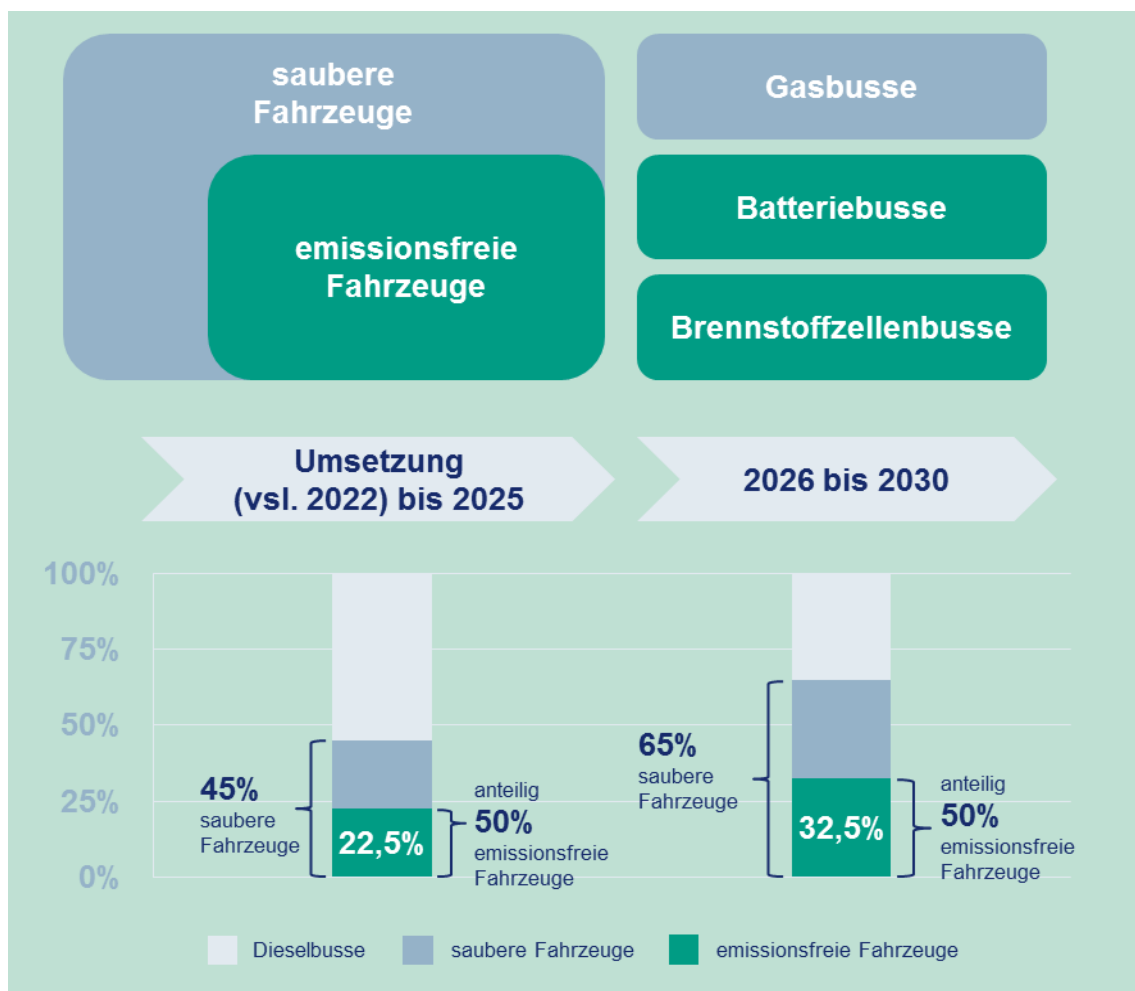 saubere
Fahrzeuge
emissionsfreie
Fahrzeuge
Gasbusse
Batteriebusse
Brennstoffzellenbusse
Umsetzung
(vsl. 2022) bis 2025
2026 bis 2030
100%
75%
50%
25%
0%
45%
saubere
Fahrzeuge
22,5%
anteilig
50%
emissionsfreie
Fahrzeuge
65%
saubere
Fahrzeuge
32,5%
anteilig
50%
emissionsfreie
Fahrzeuge
Dieselbusse
saubere Fahrzeuge
emissionsfreie Fahrzeuge